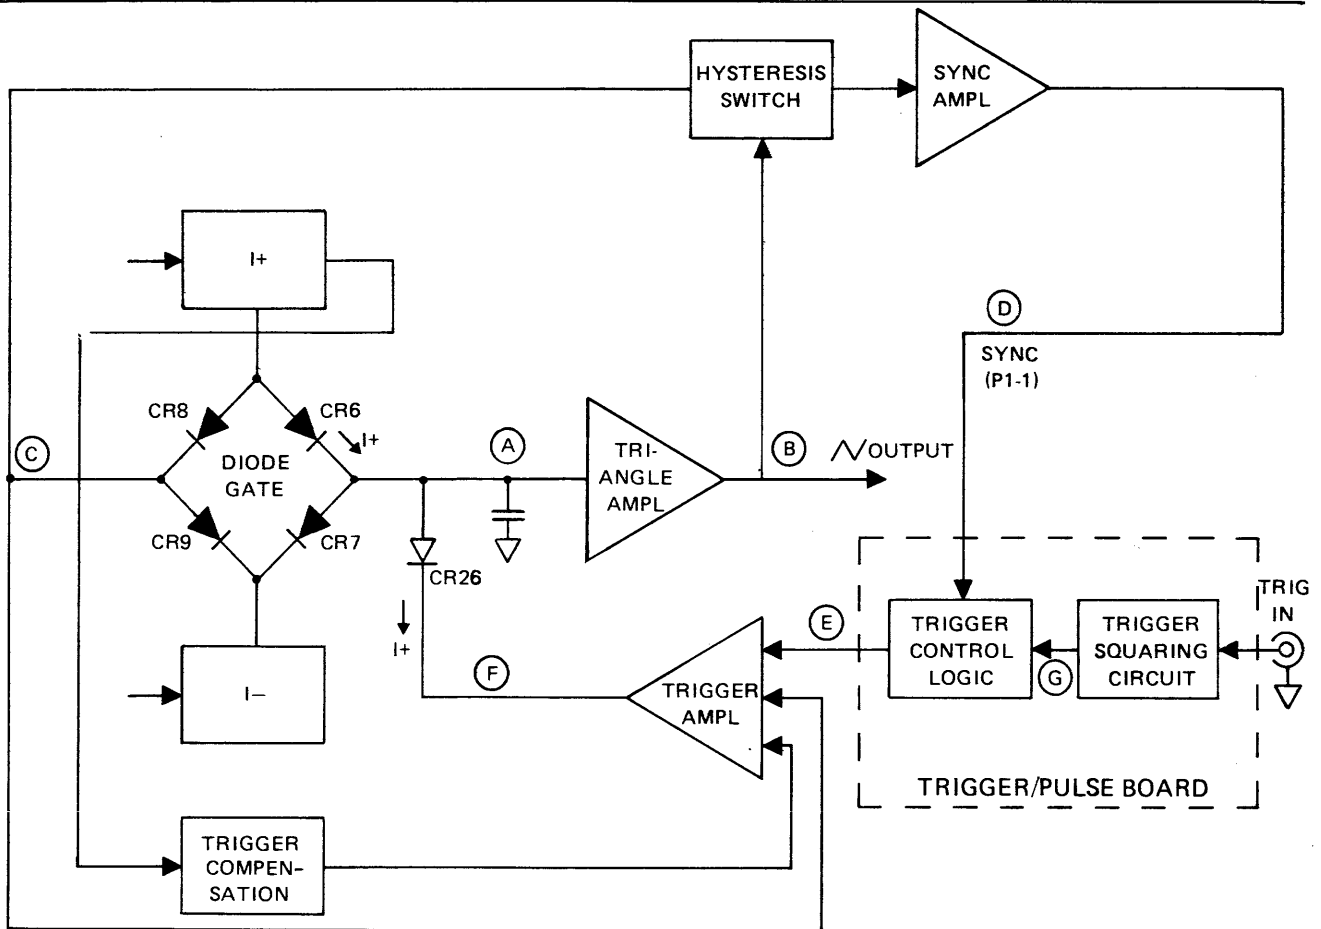 HYSTERESIS
SWITCH
SYNC
AMPL
I+
D
SYNC
(P1-1)
CR8
CR6
I+
C
DIODE
GATE
A
TRI-
ANGLE
AMPL
B
OUTPUT
CR9
CR7
CR26
I+
TRIG
IN
E
TRIGGER
CONTROL
LOGIC
G
TRIGGER
SQUARING
CIRCUIT
F
TRIGGER
AMPL
I−
TRIGGER/PULSE BOARD
TRIGGER
COMPEN-
SATION